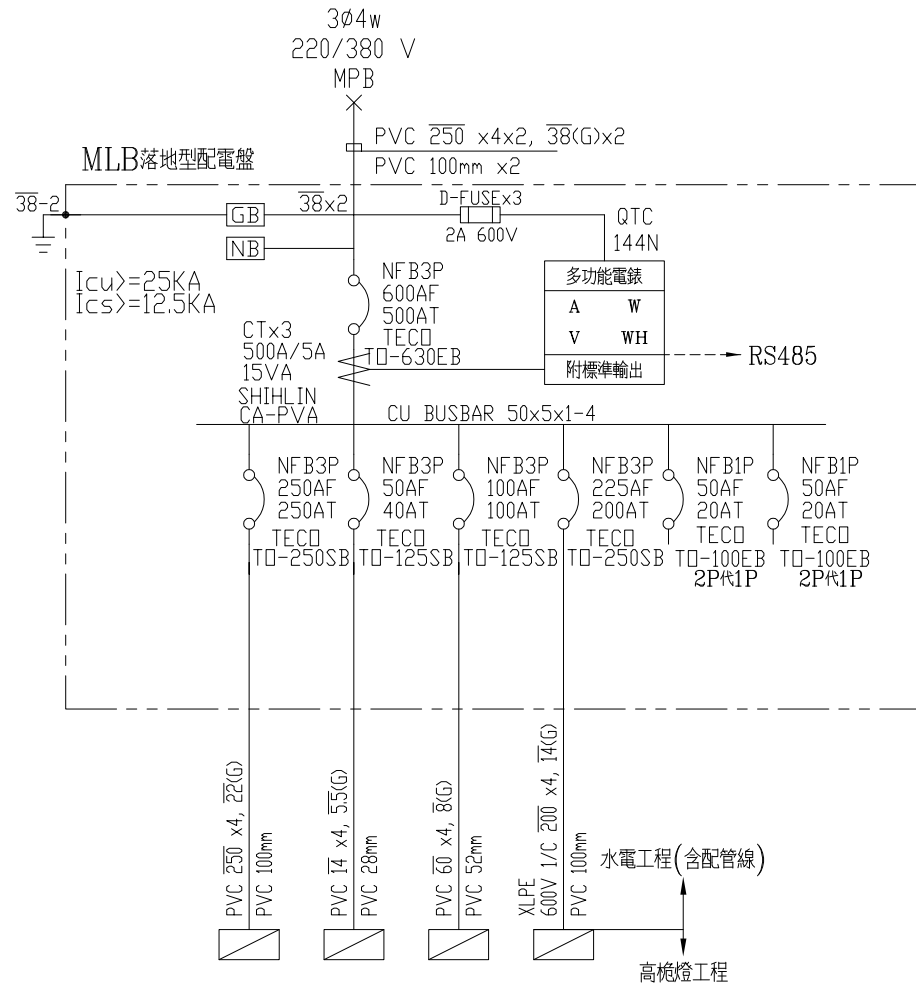 3Ø4w
220/380 V
MPB
PVC 250 x4x2, 38(G)x2
PVC 100mm x2
MLB落地型配電盤
38-2
GB
38x2
NB
D-FUSEx3
2A 600V
QTC
144N
多功能電錶
A W
V WH
附標準輸出
RS485
Icu>=25KA
Ics>=12.5KA
NFB3P
600AF
500AT
TECO
TO-630EB
CTx3
500A/5A
15VA
SHIHLIN
CA-PVA
CU BUSBAR 50x5x1-4
NFB3P
250AF
250AT
TECO
TO-250SB
NFB3P
50AF
40AT
TECO
TO-125SB
NFB3P
100AF
100AT
TECO
TO-125SB
NFB3P
225AF
200AT
TECO
TO-250SB
NFB1P
50AF
20AT
TECO
TO-100EB
2P代1P
NFB1P
50AF
20AT
TECO
TO-100EB
2P代1P
PVC 250 x4, 22(G)
PVC 100mm
PVC 14 x4, 5.5(G)
PVC 28mm
PVC 60 x4, 8(G)
PVC 52mm
XLPE
600V 1/C 200 x4, 14(G)
PVC 100mm
水電工程(含配管線)
高桅燈工程